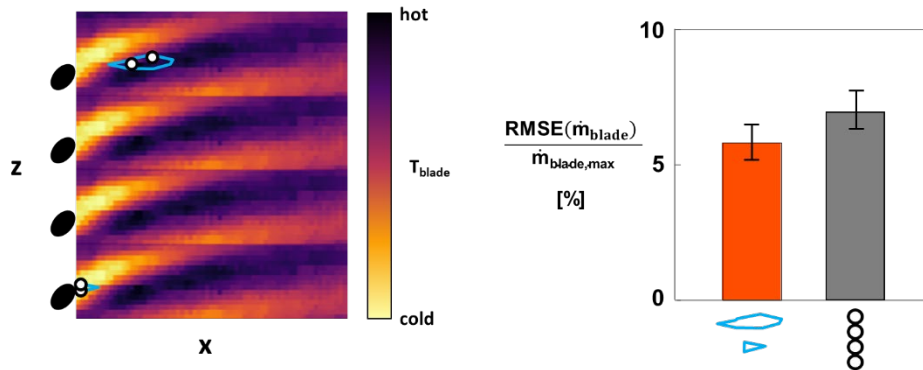 hot
z
T_blade
cold
x
10
RMSE(ṁ_blade)
ṁ_blade,max
[%]
5
0